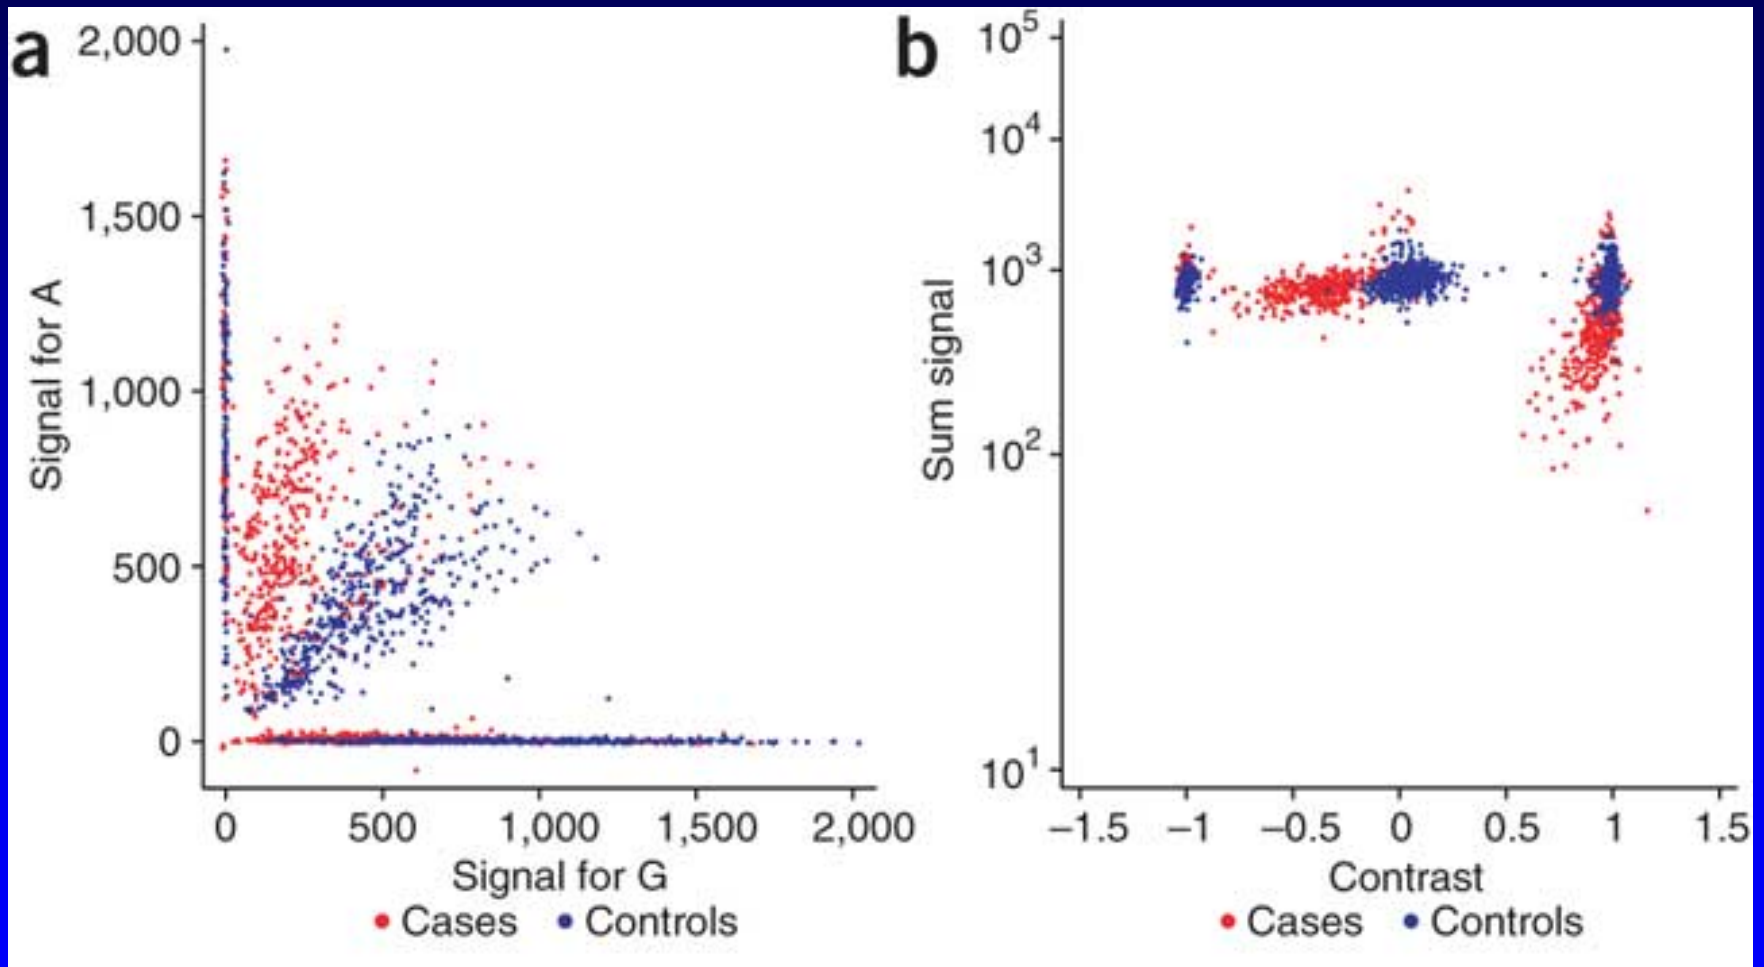 a
2,000
1,500
1,000
500
0
Signal for A
0 500 1,000 1,500 2,000
Signal for G
Cases Controls
b
10^5
10^4
10^3
10^2
10^1
Sum signal
−1.5 −1 −0.5 0 0.5 1 1.5
Contrast
Cases Controls